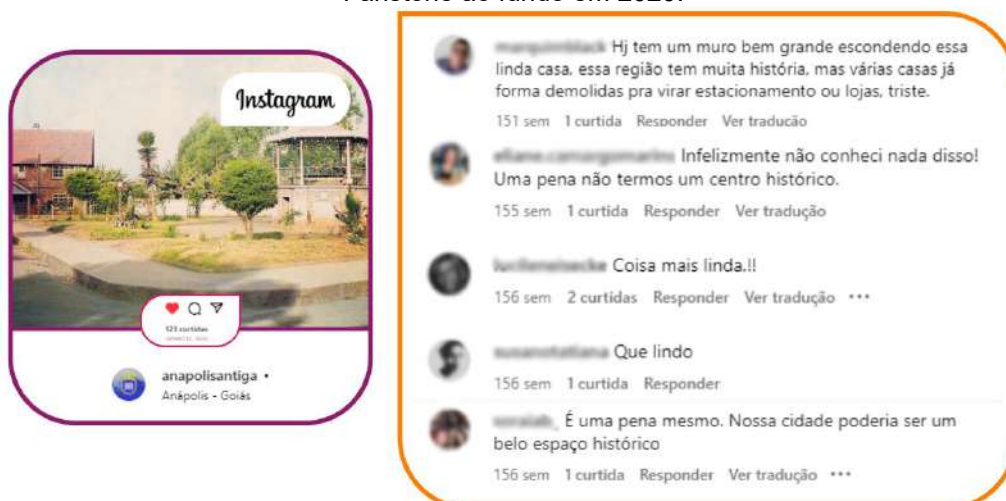 Instagram
123 curtidas
anapolisantiga •
Anápolis - Goiás
Hj tem um muro bem grande escondendo essa
linda casa, essa região tem muita história, mas várias casas já
forma demolidas pra virar estacionamento ou lojas, triste.
151 sem 1 curtida Responder Ver tradução
Infelizmente não conheci nada disso!
Uma pena não termos um centro histórico.
155 sem 1 curtida Responder Ver tradução
Coisa mais linda.!!
156 sem 2 curtidas Responder Ver tradução •••
Que lindo
156 sem 1 curtida Responder
É uma pena mesmo. Nossa cidade poderia ser um
belo espaço histórico
156 sem 1 curtida Responder Ver tradução •••